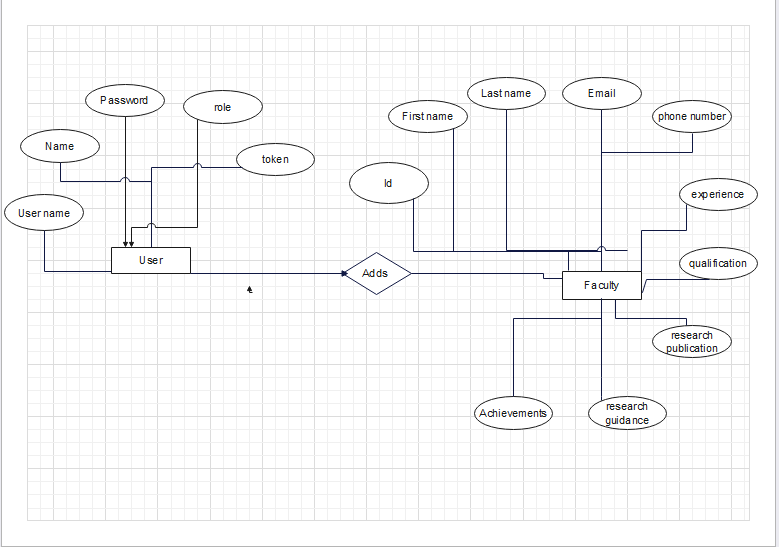 Last name
Email
Password
role
First name
phone number
Name
token
Id
experience
User name
User
Adds
qualification
Faculty
research
publication
Achievements
research
guidance